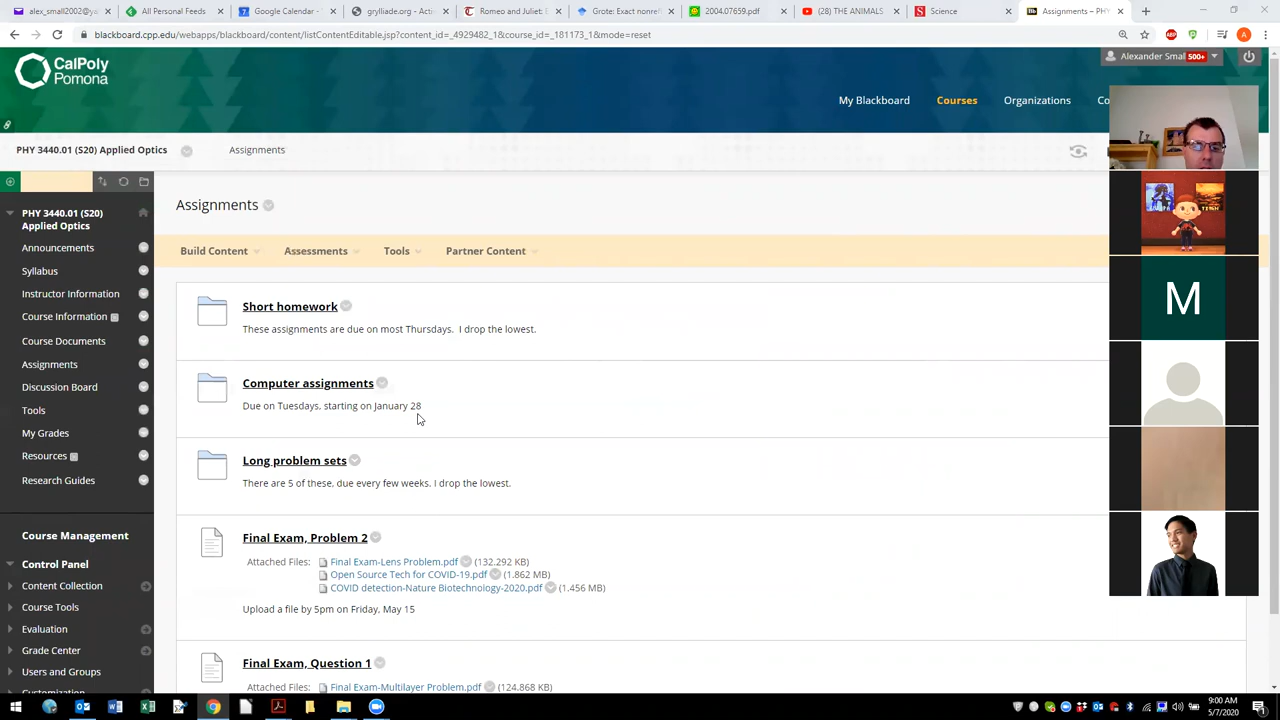 alex_small2002@y
All Personal Feeds
Google Calendar -
gryllade.org - Acti
Romeo and Juliet: E
Grote: Exact nonref
2004.07659.pdf
(28) THE ANIMALS
Science
Assignments – PHY
blackboard.cpp.edu/webapps/blackboard/content/listContentEditable.jsp?content_id=_4929482_1&course_id=_181173_1&mode=reset
CalPoly
Pomona
Alexander Smal 500+
My Blackboard
Courses
Organizations
Co
PHY 3440.01 (S20) Applied Optics
Assignments
PHY 3440.01 (S20)
Applied Optics
Announcements
Syllabus
Instructor Information
Course Information
Course Documents
Assignments
Discussion Board
Tools
My Grades
Resources
Research Guides
Course Management
Control Panel
Content Collection
Course Tools
Evaluation
Grade Center
Users and Groups
Customization
Assignments
Build Content
Assessments
Tools
Partner Content
Short homework
These assignments are due on most Thursdays. I drop the lowest.
Computer assignments
Due on Tuesdays, starting on January 28
Long problem sets
There are 5 of these, due every few weeks. I drop the lowest.
Final Exam, Problem 2
Attached Files: Final Exam-Lens Problem.pdf (132.292 KB)
Open Source Tech for COVID-19.pdf (1.862 MB)
COVID detection-Nature Biotechnology-2020.pdf (1.456 MB)
Upload a file by 5pm on Friday, May 15
Final Exam, Question 1
Attached Files: Final Exam-Multilayer Problem.pdf (124.868 KB)
M
9:00 AM
5/7/2020